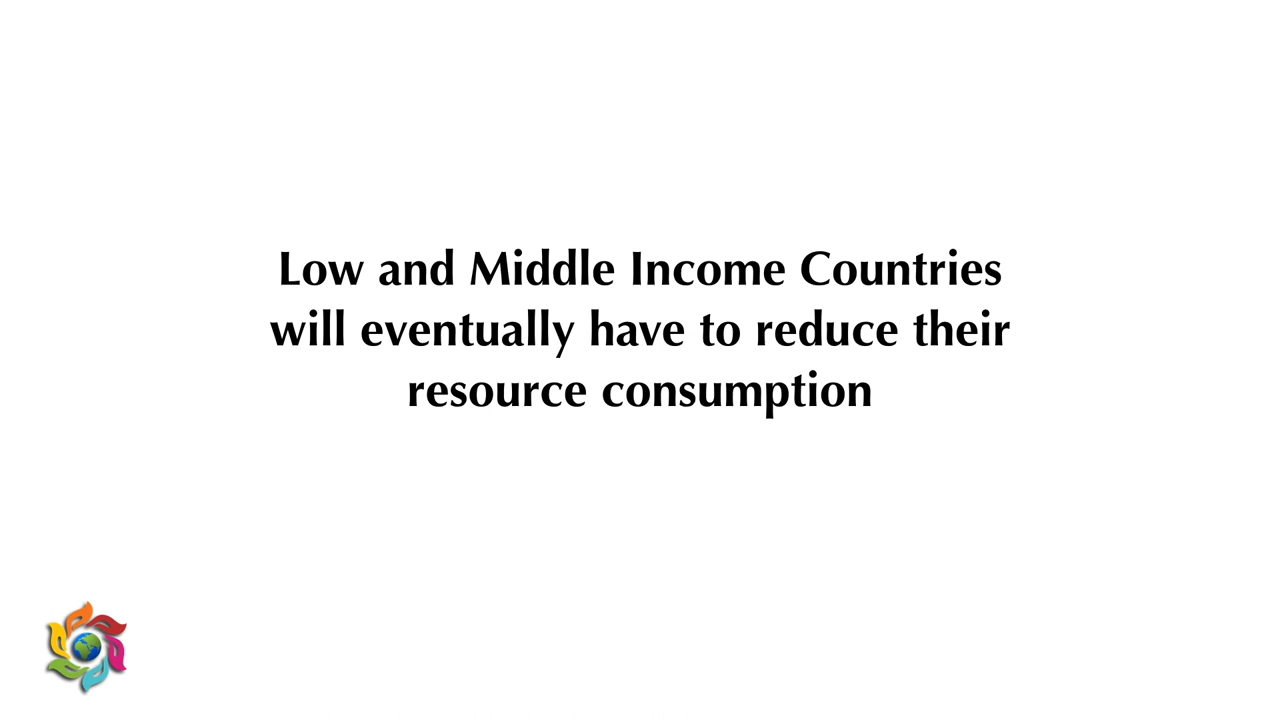 Low and Middle Income Countries
will eventually have to reduce their
resource consumption